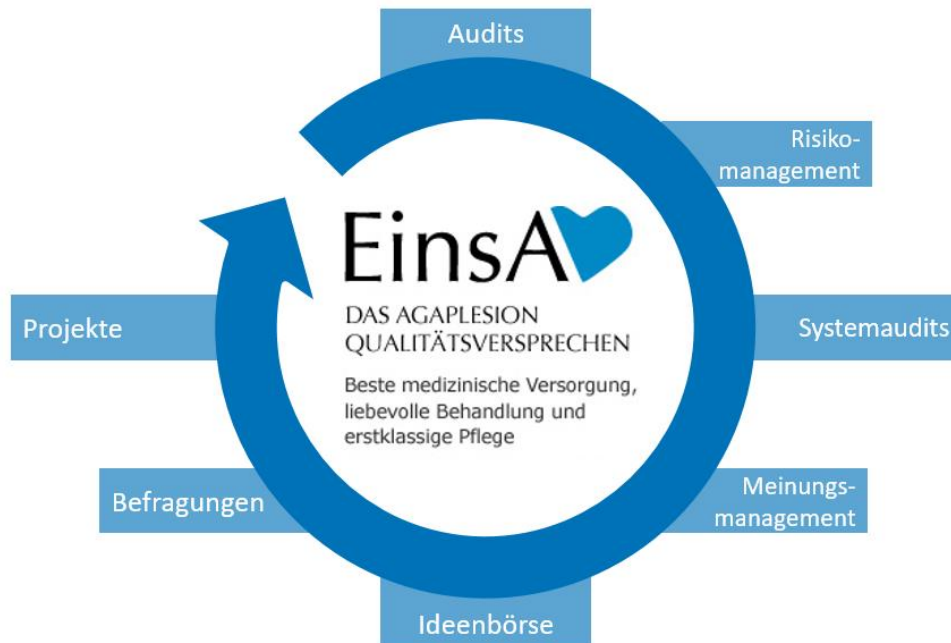 Audits
Risiko-
management
EinsA
DAS AGAPLESION
QUALITÄTSVERSPRECHEN
Beste medizinische Versorgung,
liebevolle Behandlung und
erstklassige Pflege
Projekte
Systemaudits
Befragungen
Meinungs-
management
Ideenbörse